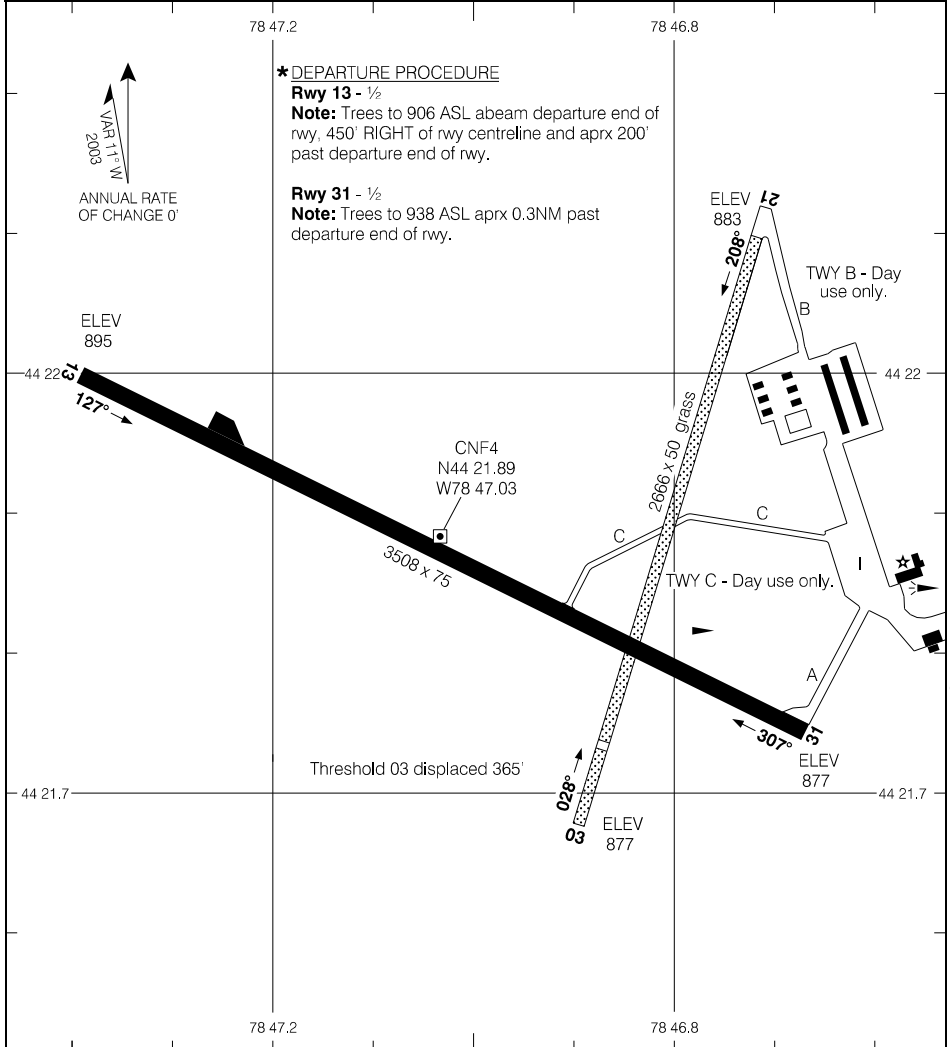 78 47.2
78 46.8
*DEPARTURE PROCEDURE
Rwy 13 - ½
Note: Trees to 906 ASL abeam departure end of
rwy, 450' RIGHT of rwy centreline and aprx 200'
past departure end of rwy.
Rwy 31 - ½
Note: Trees to 938 ASL aprx 0.3NM past
departure end of rwy.
VAR 11° W
2003
ANNUAL RATE
OF CHANGE 0'
ELEV
883
21
208°
TWY B - Day
use only.
B
ELEV
895
44 22
13
127°
44 22
2666 x 50 grass
CNF4
N44 21.89
W78 47.03
3508 x 75
C
C
I
TWY C - Day use only.
A
31
307°
ELEV
877
Threshold 03 displaced 365'
028°
03
ELEV
877
44 21.7
44 21.7
78 47.2
78 46.8